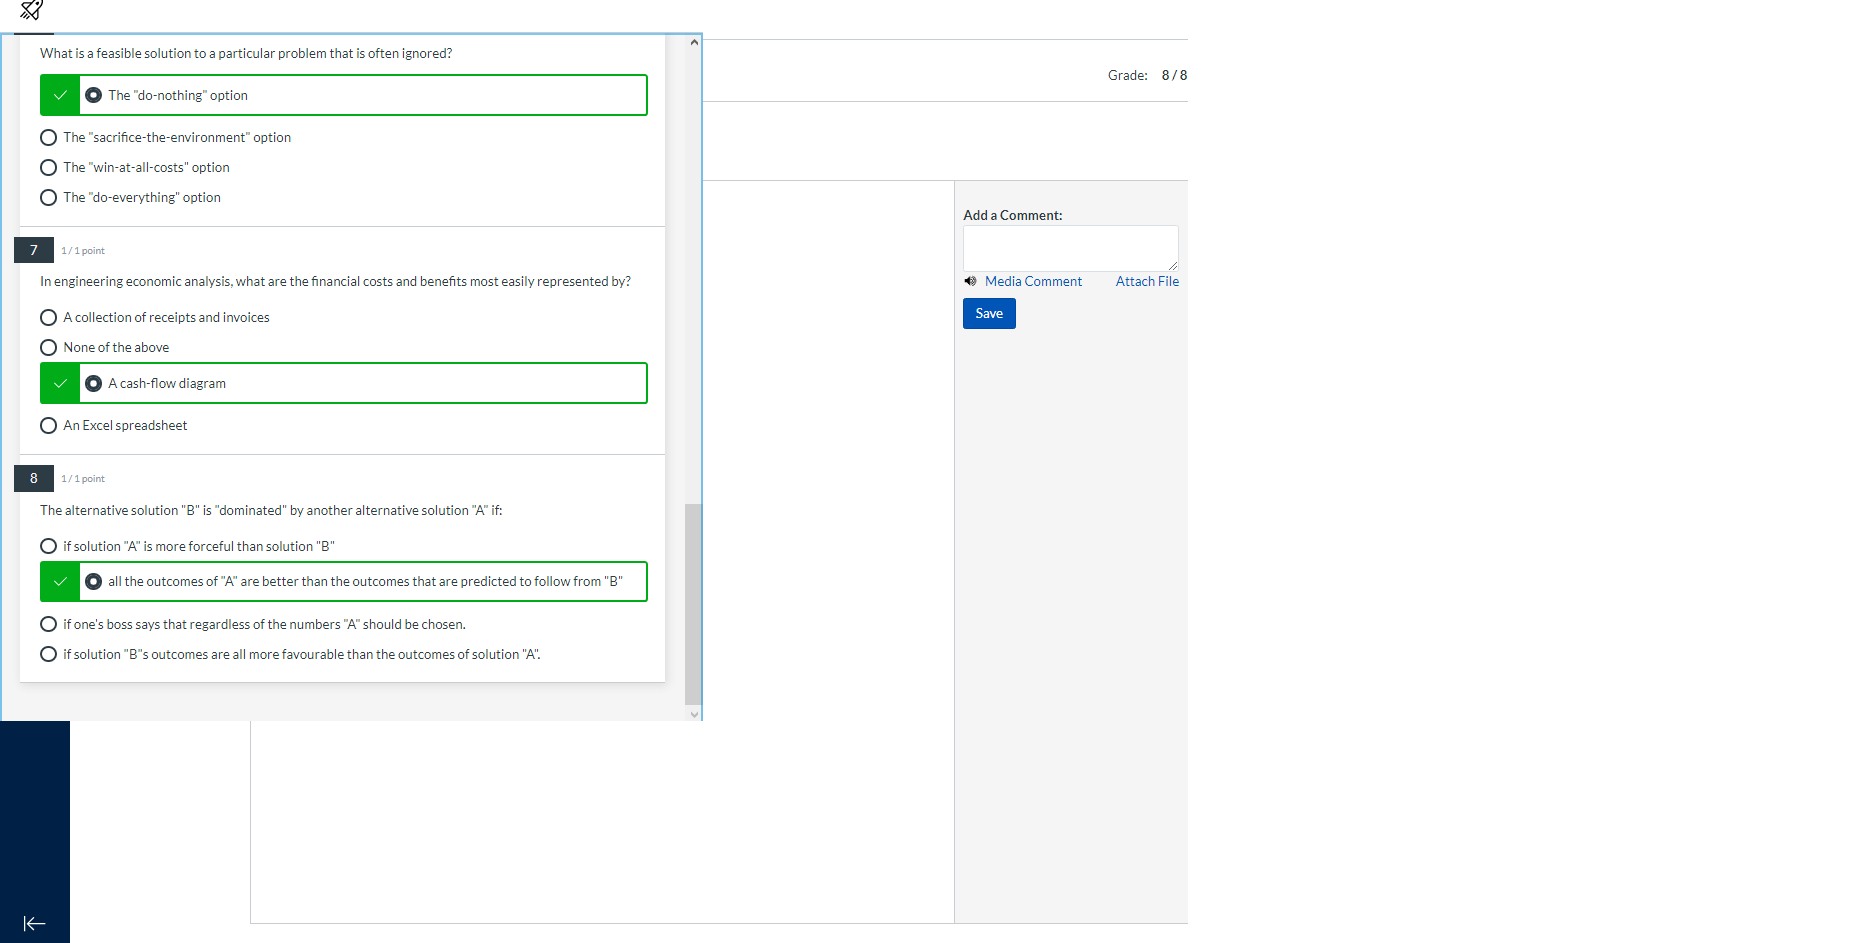 What is a feasible solution to a particular problem that is often ignored?
The "do-nothing" option
The "sacrifice-the-environment" option
The "win-at-all-costs" option
The "do-everything" option
7
1 / 1 point
In engineering economic analysis, what are the financial costs and benefits most easily represented by?
A collection of receipts and invoices
None of the above
A cash-flow diagram
An Excel spreadsheet
8
1 / 1 point
The alternative solution "B" is "dominated" by another alternative solution "A" if:
if solution "A" is more forceful than solution "B"
all the outcomes of "A" are better than the outcomes that are predicted to follow from "B"
if one's boss says that regardless of the numbers "A" should be chosen.
if solution "B"s outcomes are all more favourable than the outcomes of solution "A".
Grade: 8 / 8
Add a Comment:
Media Comment Attach File
Save